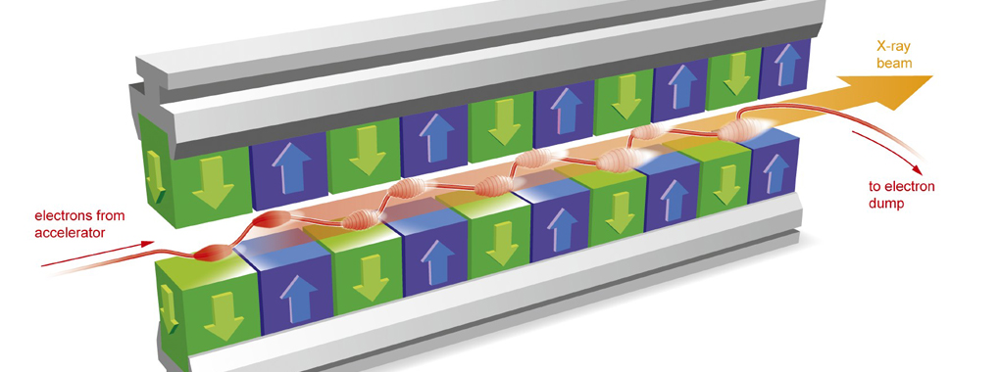 X-ray
beam
electrons from
accelerator
to electron
dump